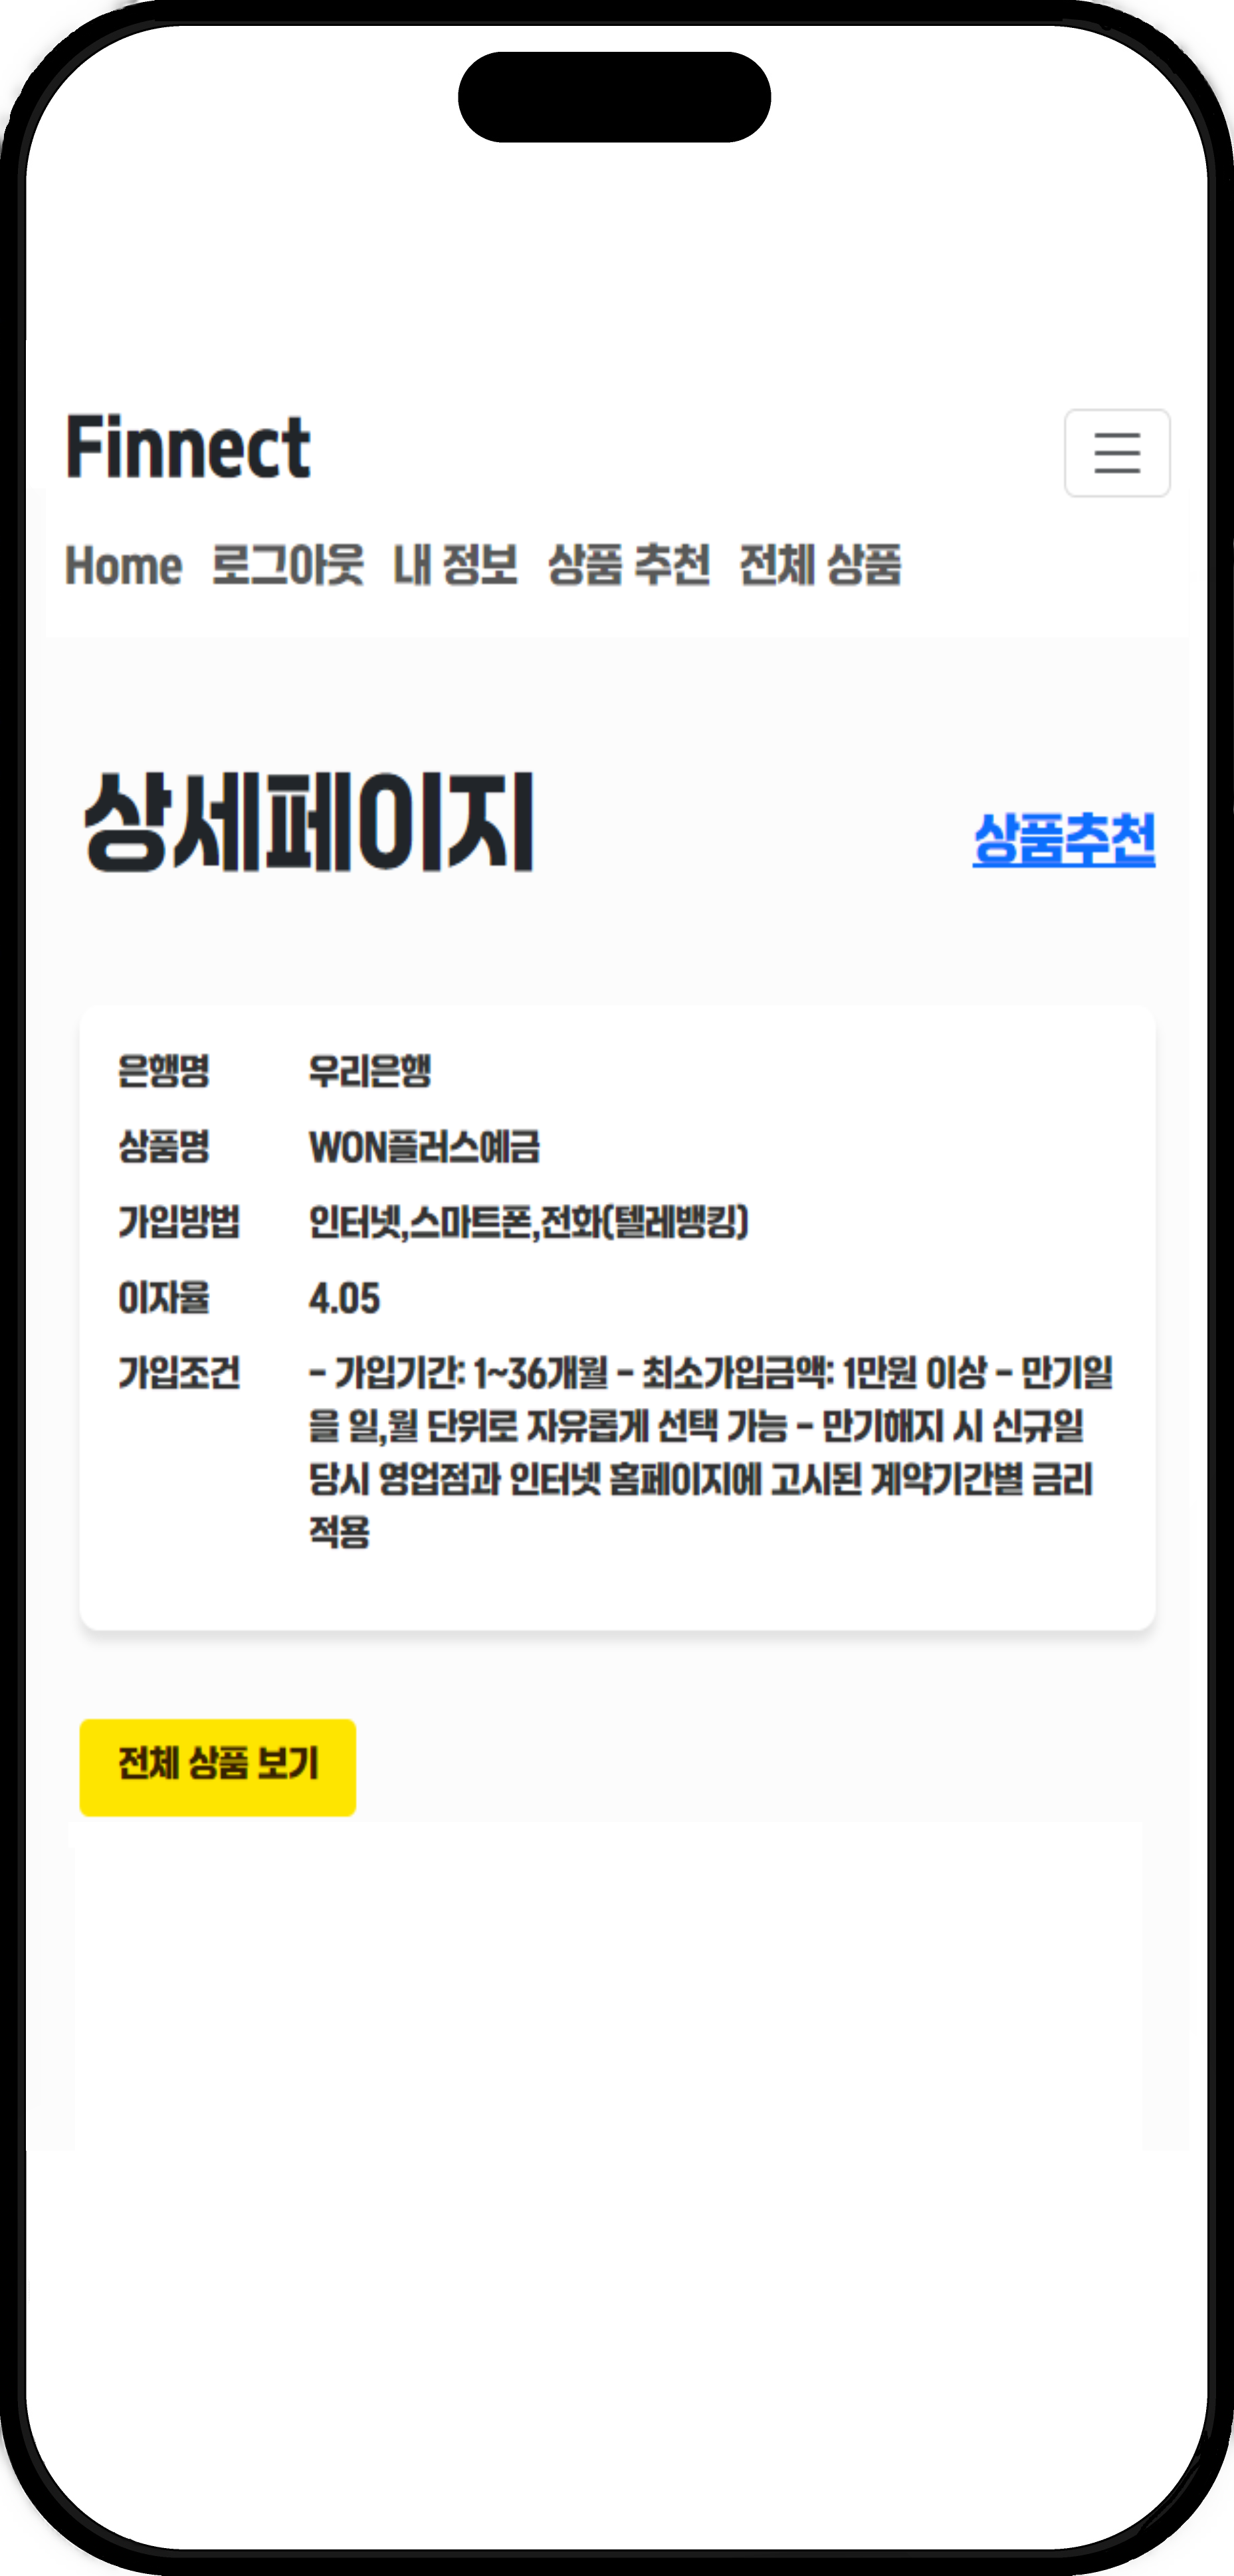 Finnect
Home 로그아웃 내 정보 상품 추천 전체 상품
상세페이지
상품추천
은행명 우리은행
상품명 WON플러스예금
가입방법 인터넷,스마트폰,전화(텔레뱅킹)
이자율 4.05
가입조건 - 가입기간: 1~36개월 - 최소가입금액: 1만원 이상 - 만기일
을 일,월 단위로 자유롭게 선택 가능 - 만기해지 시 신규일
당시 영업점과 인터넷 홈페이지에 고시된 계약기간별 금리
적용
전체 상품 보기